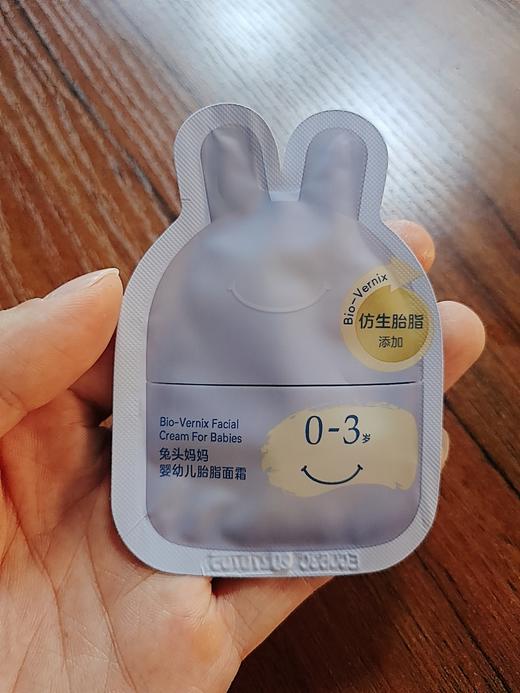 Bio-Vernix
仿生胎脂
添加
Bio-Vernix Facial
Cream For Babies
兔头妈妈
婴幼儿胎脂面霜
0-3岁